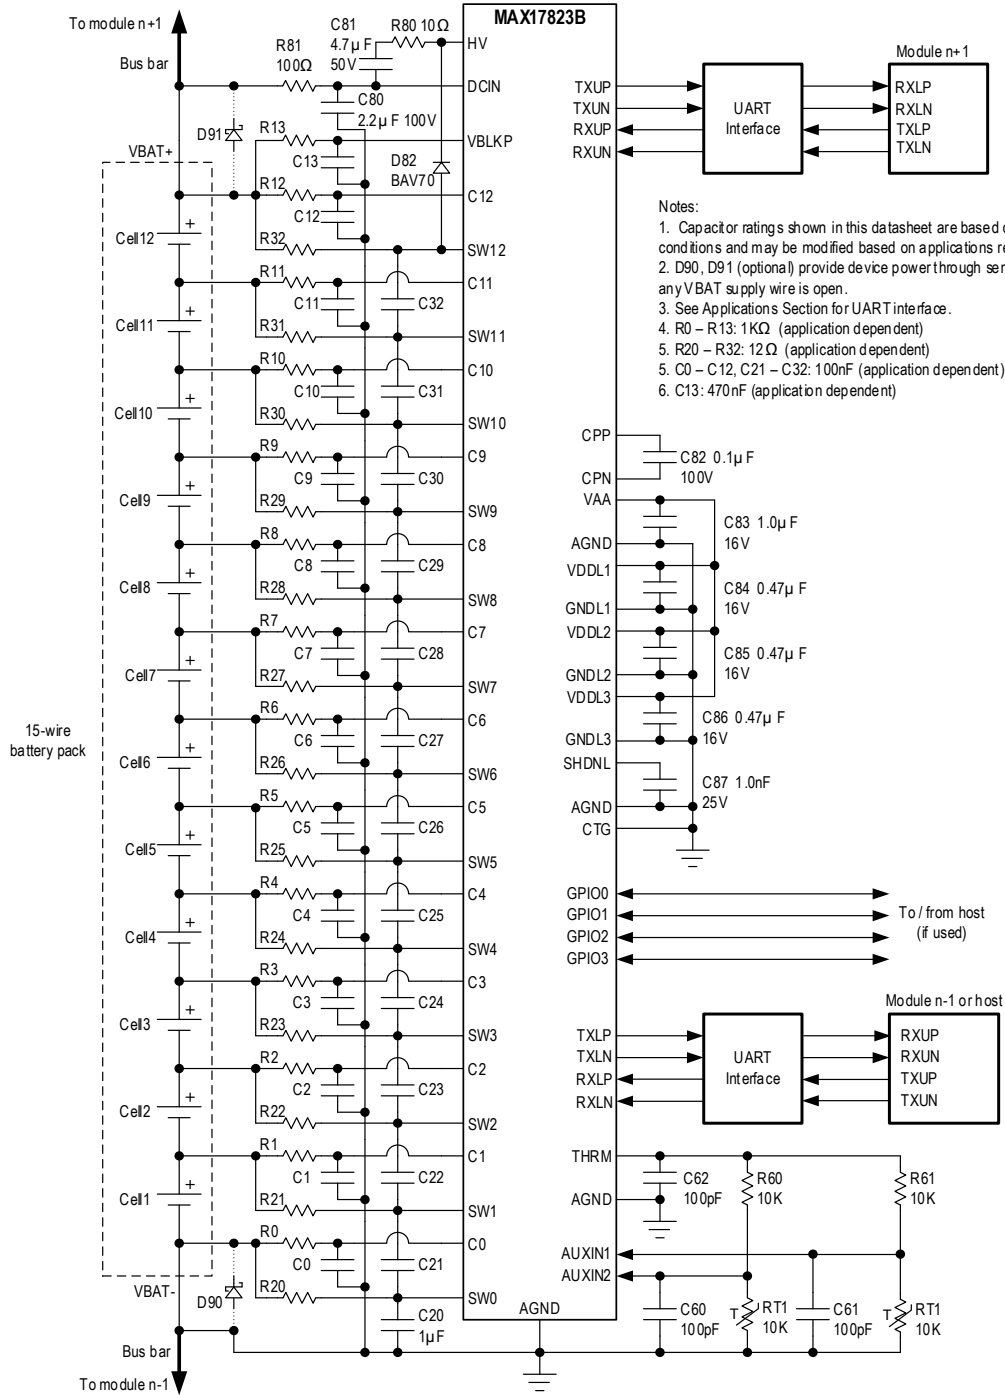 MAX17823B
To module n+1
Bus bar
R81
100Ω
C81
4.7µF
50V
R80 10Ω
HV
DCIN
C80
2.2µF 100V
D91
R13
C13
VBLKP
D82
BAV70
VBAT+
R12
C12
C12
R32
SW12
Cell12
+
R11
C11
C32
C11
R31
SW11
Cell11
+
R10
C10
C31
C10
R30
SW10
Cell10
+
R9
C9
C30
C9
R29
SW9
Cell9
+
R8
C8
C29
C8
R28
SW8
Cell8
+
R7
C7
C28
C7
R27
SW7
Cell7
+
15-wire
battery pack
R6
C6
C27
C6
R26
SW6
Cell6
+
R5
C5
C26
C5
R25
SW5
Cell5
+
R4
C4
C25
C4
R24
SW4
Cell4
+
R3
C3
C24
C3
R23
SW3
Cell3
+
R2
C2
C23
C2
R22
SW2
Cell2
+
R1
C1
C22
C1
R21
SW1
Cell1
+
R0
C0
C21
C0
R20
SW0
VBAT-
D90
C20
1µF
AGND
Bus bar
To module n-1
TXUP
TXUN
RXUP
RXUN
UART
Interface
Module n+1
RXLP
RXLN
TXLP
TXLN
Notes:
1. Capacitor ratings shown in this datasheet are based
conditions and may be modified based on applications
2. D90, D91 (optional) provide device power through
any VBAT supply wire is open.
3. See Applications Section for UART interface.
4. R0 – R13: 1KΩ (application dependent)
5. R20 – R32: 12Ω (application dependent)
5. C0 – C12, C21 – C32: 100nF (application dependent)
6. C13: 470nF (application dependent)
CPP
CPN
C82 0.1µF
100V
VAA
AGND
C83 1.0µF
16V
VDDL1
GNDL1
C84 0.47µF
16V
VDDL2
GNDL2
C85 0.47µF
16V
VDDL3
GNDL3
C86 0.47µF
16V
SHDNL
AGND
C87 1.0nF
25V
CTG
GPIO0
GPIO1
GPIO2
GPIO3
To / from host
(if used)
TXLP
TXLN
RXLP
RXLN
UART
Interface
Module n-1 or host
RXUP
RXUN
TXUP
TXUN
THRM
AGND
C62
100pF
R60
10K
R61
10K
AUXIN1
AUXIN2
C60
100pF
T
RT1
10K
C61
100pF
T
RT1
10K